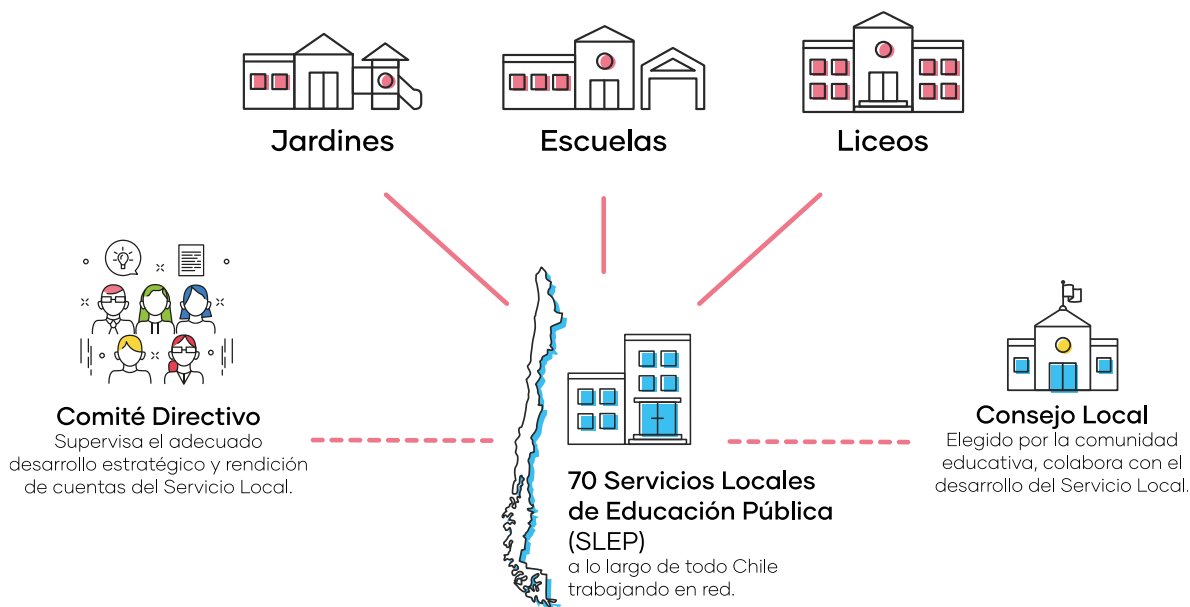 Jardines
Escuelas
Liceos
Comité Directivo
Supervisa el adecuado
desarrollo estratégico y rendición
de cuentas del Servicio Local.
70 Servicios Locales
de Educación Pública
(SLEP)
a lo largo de todo Chile
trabajando en red.
Consejo Local
Elegido por la comunidad
educativa, colabora con el
desarrollo del Servicio Local.